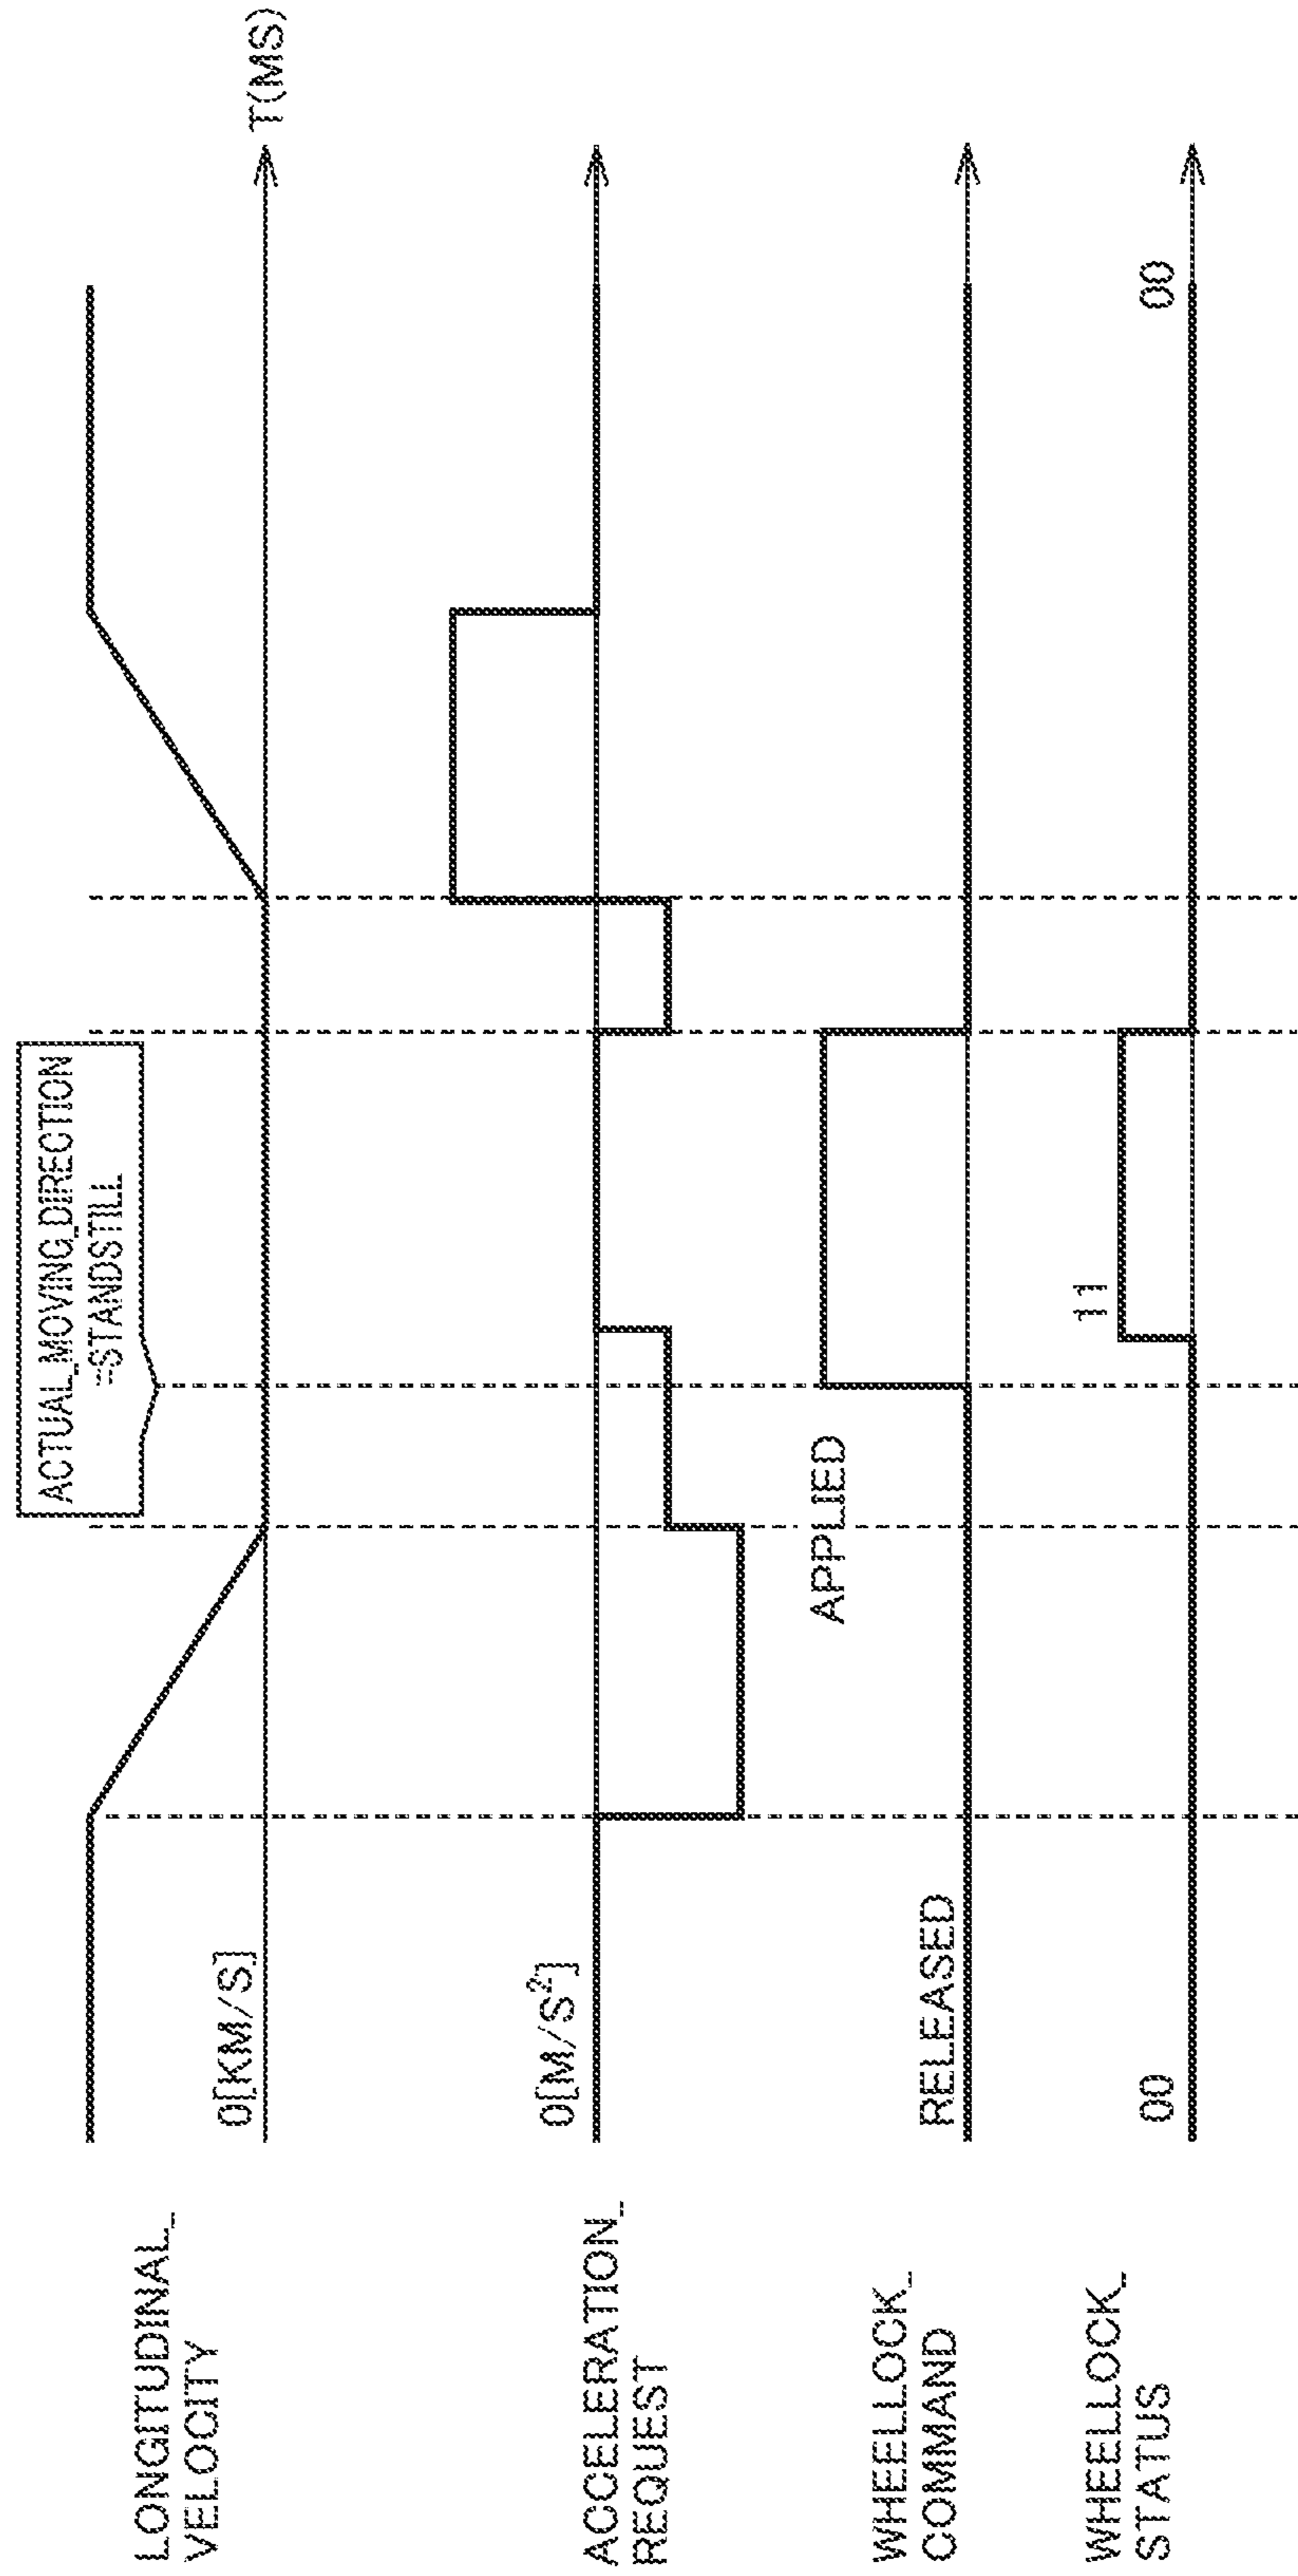 ACTUAL_MOVING_DIRECTION
=STANDSTILL
LONGITUDINAL_
VELOCITY
0[KM/S]
T(MS)
ACCELERATION_
REQUEST
0[M/S²]
WHEELLOCK_
COMMAND
APPLIED
RELEASED
WHEELLOCK_
STATUS
00
11
00